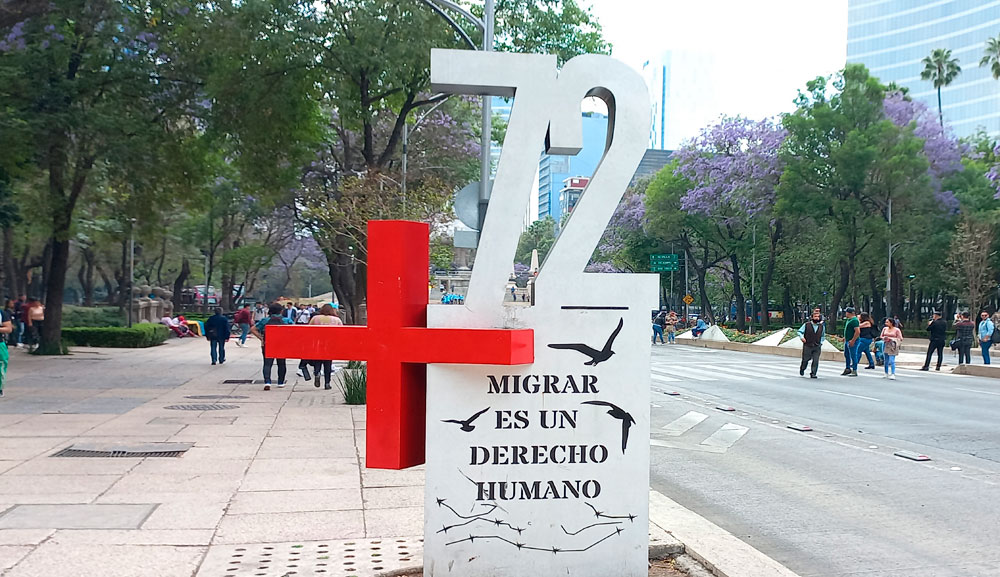 +72
MIGRAR
ES UN
DERECHO
HUMANO